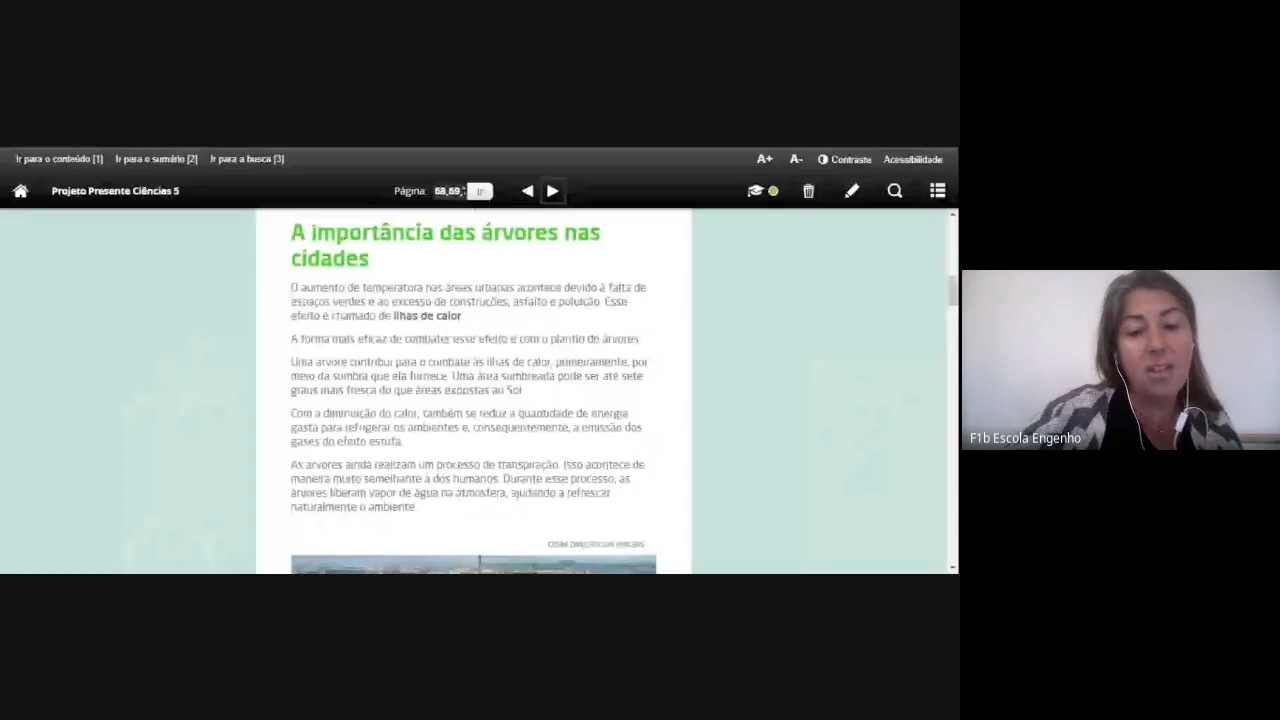 Ir para o conteúdo [1] Ir para o sumário [2] Ir para a busca [3] A+ A- Contraste Acessibilidade
Projeto Presente Ciências 5 Página: 68,69, Ir
A importância das árvores nas
cidades
O aumento de temperatura nas áreas urbanas acontece devido à falta de
espaços verdes e ao excesso de construções, asfalto e poluição. Esse
efeito é chamado de ilhas de calor
A forma mais eficaz de combater esse efeito é com o plantio de árvores
Uma árvore contribui para o combate às ilhas de calor, primeiramente, por
meio da sombra que ela fornece. Uma área sombreada pode ser até sete
graus mais fresca do que áreas expostas ao Sol
Com a diminuição do calor, também se reduz a quantidade de energia
gasta para refrigerar os ambientes e, consequentemente, a emissão dos
gases do efeito estufa.
As árvores ainda realizam um processo de transpiração. Isso acontece de
maneira muito semelhante à dos humanos. Durante esse processo, as
árvores liberam vapor de água na atmosfera, ajudando a refrescar
naturalmente o ambiente.
F1b Escola Engenho